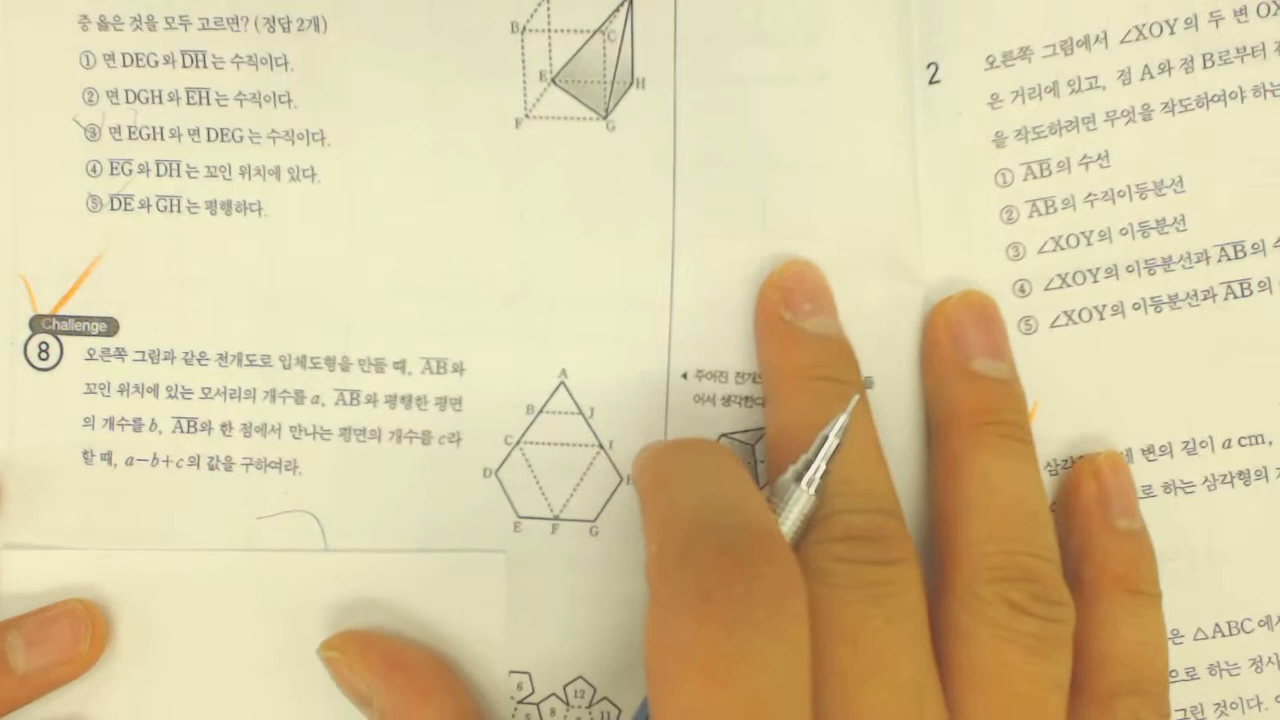 중 옳은 것을 모두 고르면? (정답 2개)
① 면 DEG와 DH는 수직이다.
② 면 DGH와 EH는 수직이다.
③ 면 EGH와 면 DEG는 수직이다.
④ EG와 DH는 꼬인 위치에 있다.
⑤ DE와 GH는 평행하다.
B
C
E
H
F
G
Challenge
8
오른쪽 그림과 같은 전개도로 입체도형을 만들 때, AB와
꼬인 위치에 있는 모서리의 개수를 a, AB와 평행한 평면
의 개수를 b, AB와 한 점에서 만나는 평면의 개수를 c라
할 때, a-b+c의 값을 구하여라.
A
B
J
C
I
D
E
F
G
◀ 주어진 전개
어서 생각한다
6
12
8
11
2
오른쪽 그림에서 ∠XOY의 두 변
은 거리에 있고, 점 A와 점 B로부터
을 작도하려면 무엇을 작도하여야 하는
① AB의 수선
② AB의 수직이등분선
③ ∠XOY의 이등분선
④ ∠XOY의 이등분선과 AB의
⑤ ∠XOY의 이등분선과 AB의
변의 길이 a cm,
로 하는 삼각형의
은 △ABC에서
으로 하는 정사
그린 것이다.